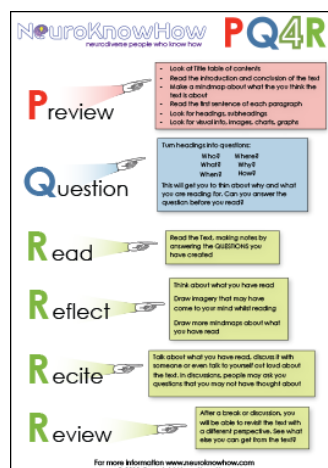 NeuroKnowHow
neurodiverse people who know how
PQ4R
Preview
- Look at Title table of contents
- Read the introduction and conclusion of the text
- Make a mindmap about what the you think the
text is about
- Read the first sentence of each paragraph
- Look for headings, subheadings
- Look for visual info, images, charts, graphs
Question
Turn headings into questions:
Who? Where?
What? Why?
When? How?
This will get you to thin about why and what
you are reading for. Can you answer the
question before you read?
Read
Read the Text, making notes by
answering the QUESTIONS you
have created
Reflect
Think about what you have read
Draw imagery that may have
come to your mind whilst reading
Draw more mindmaps about what
you have read
Recite
Talk about what you have read, discuss it with
someone or even talk to yourself out loud about
the text. In discussions, people may ask you
questions that you may not have thought about
Review
After a break or discussion, you
will be able to revisit the text with
a different perspective. See what
else you can get from the text?
For more information www.neuroknowhow.com